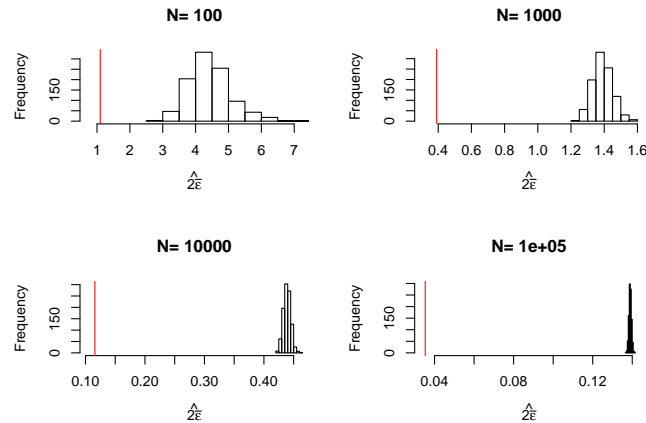 N= 100
Frequency
0 150
1 2 3 4 5 6 7
2ε̂
N= 1000
Frequency
0 150
0.4 0.6 0.8 1.0 1.2 1.4 1.6
2ε̂
N= 10000
Frequency
0 150
0.10 0.20 0.30 0.40
2ε̂
N= 1e+05
Frequency
0 150
0.04 0.08 0.12
2ε̂